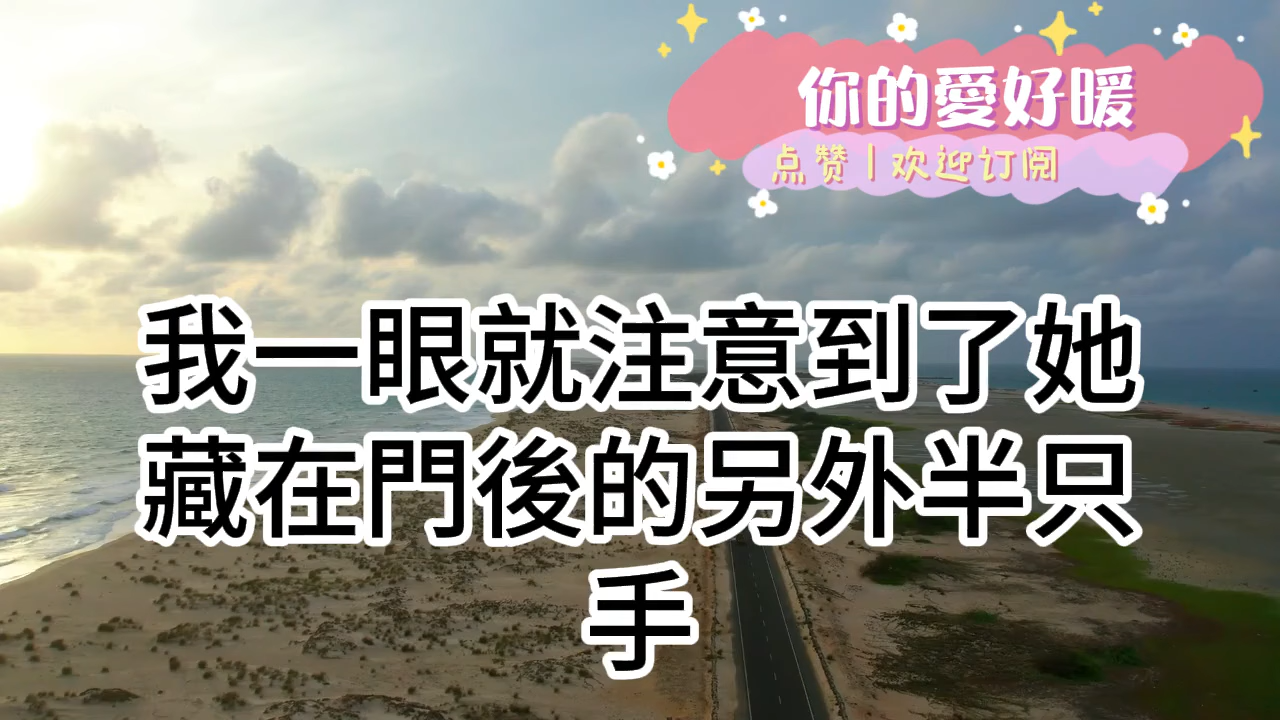 你的愛好暖
点赞 | 欢迎订阅
我一眼就注意到了她
藏在門後的另外半只
手